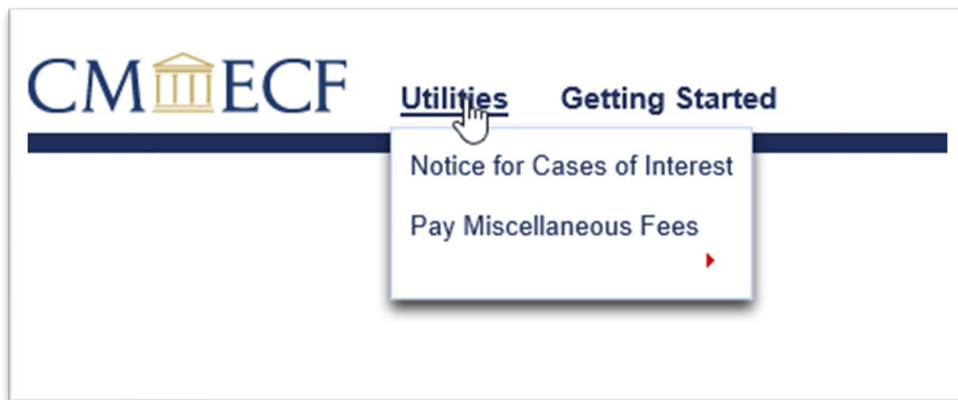 CM ECF
Utilities Getting Started
Notice for Cases of Interest
Pay Miscellaneous Fees